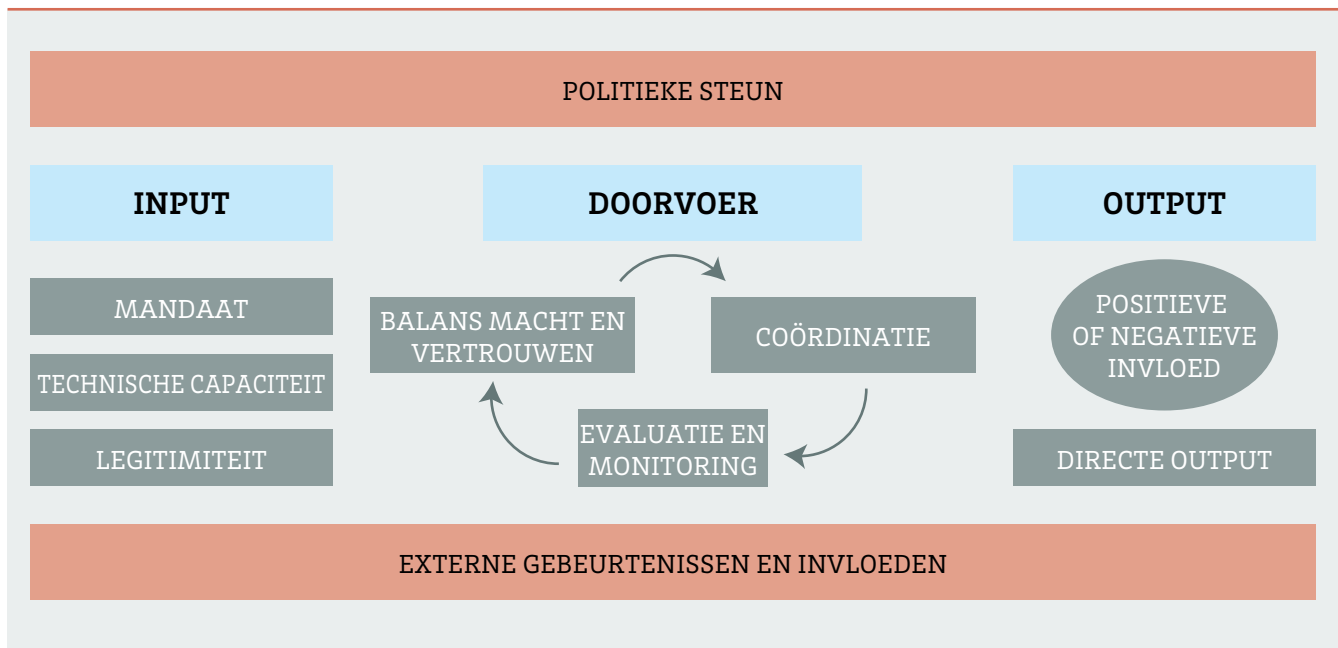 POLITIEKE STEUN
INPUT
MANDAAT
TECHNISCHE CAPACITEIT
LEGITIMITEIT
DOORVOER
BALANS MACHT EN
VERTROUWEN
COÖRDINATIE
EVALUATIE EN
MONITORING
OUTPUT
POSITIEVE
OF NEGATIEVE
INVLOED
DIRECTE OUTPUT
EXTERNE GEBEURTENISSEN EN INVLOEDEN